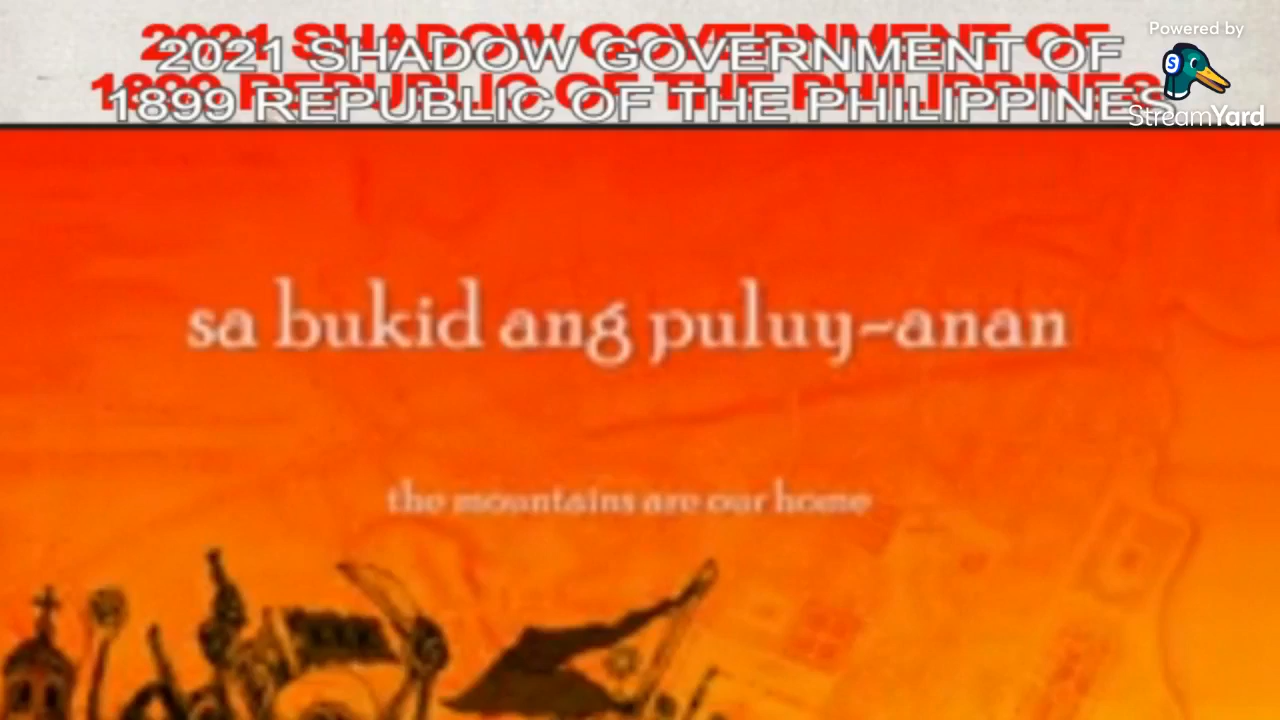 2021 SHADOW GOVERNMENT OF
1899 REPUBLIC OF THE PHILIPPINES
Powered by
StreamYard
sa bukid ang puluy-anan
the mountains are our home